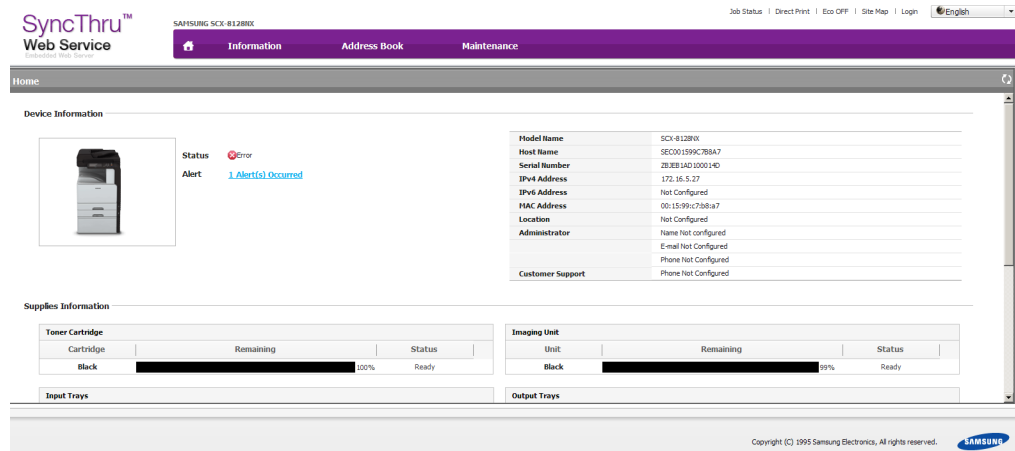 Job Status | Direct Print | Eco OFF | Site Map | Login English
SyncThru™
Web Service
Embedded Web Server
SAMSUNG SCX-8128NX
Information Address Book Maintenance
Home
Device Information
Status Error
Alert 1 Alert(s) Occurred
Model Name SCX-8128NX
Host Name SEC001599C7B8A7
Serial Number ZBJEB1AD100014D
IPv4 Address 172.16.5.27
IPv6 Address Not Configured
MAC Address 00:15:99:c7:b8:a7
Location Not Configured
Administrator Name Not configured
E-mail Not Configured
Phone Not Configured
Customer Support Phone Not Configured
Supplies Information
Toner Cartridge
Cartridge Remaining Status
Black 100% Ready
Imaging Unit
Unit Remaining Status
Black 99% Ready
Input Trays
Output Trays
Copyright (C) 1995 Samsung Electronics, All rights reserved.
SAMSUNG